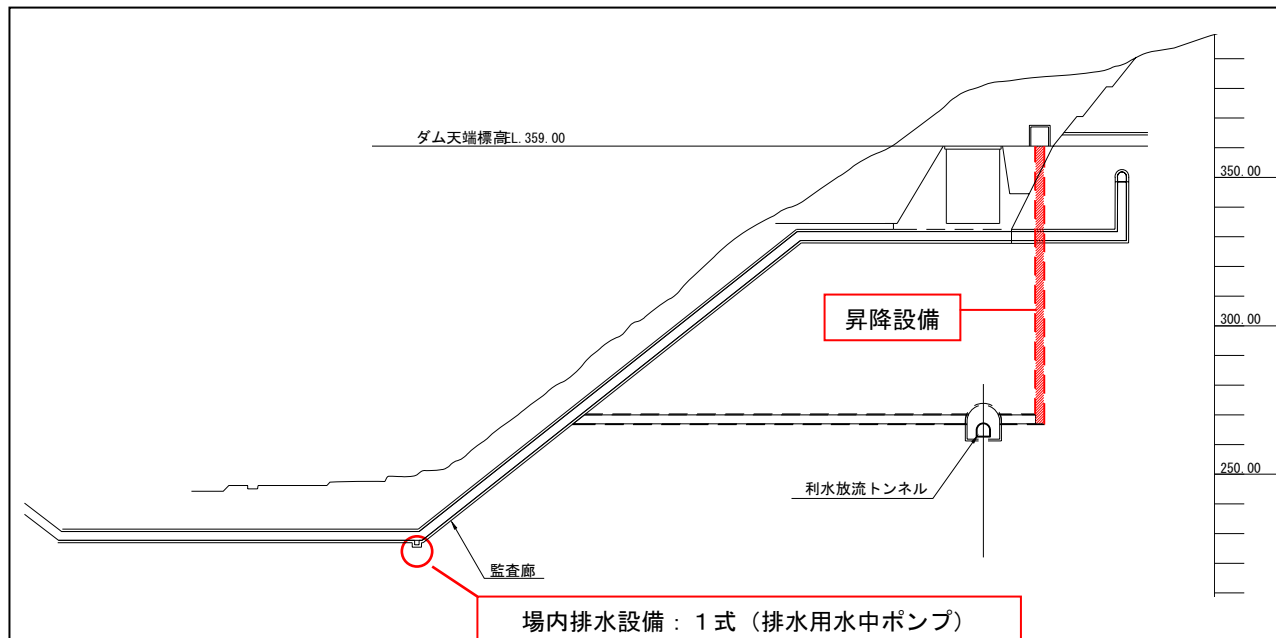 ダム天端標高EL.359.00
350.00
昇降設備
300.00
250.00
利水放流トンネル
監査廊
場内排水設備：１式（排水用水中ポンプ）